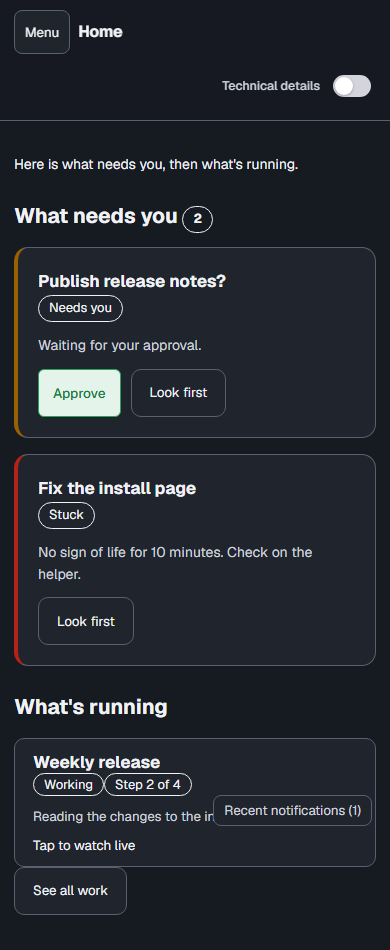 Menu
Home
Technical details
Here is what needs you, then what's running.
What needs you 2
Publish release notes?
Needs you
Waiting for your approval.
Approve
Look first
Fix the install page
Stuck
No sign of life for 10 minutes. Check on the
helper.
Look first
What's running
Weekly release
Working
Step 2 of 4
Reading the changes to the
Recent notifications (1)
Tap to watch live
See all work